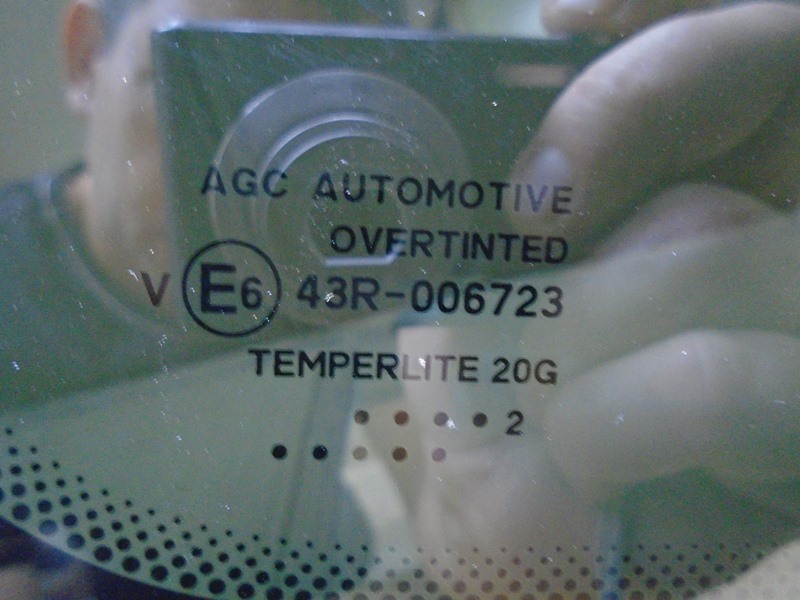 AGC AUTOMOTIVE
OVERTINTED
V E6 43R-006723
TEMPERLITE 20G
.... 2
.....